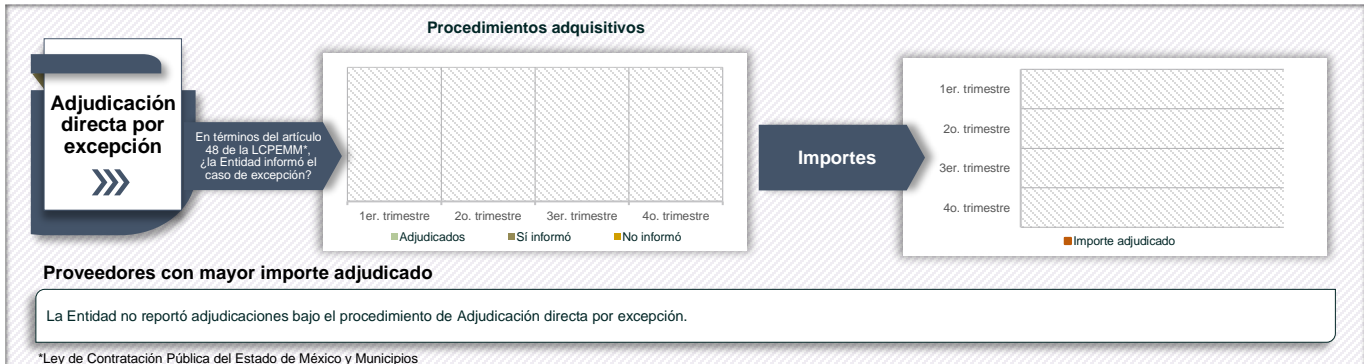 Procedimientos adquisitivos
Adjudicación
directa por
excepción
En términos del artículo
48 de la LCPEMM*,
¿la Entidad informó el
caso de excepción?
1er. trimestre
2o. trimestre
3er. trimestre
4o. trimestre
Adjudicados
Sí informó
No informó
Importes
1er. trimestre
2o. trimestre
3er. trimestre
4o. trimestre
Importe adjudicado
Proveedores con mayor importe adjudicado
La Entidad no reportó adjudicaciones bajo el procedimiento de Adjudicación directa por excepción.
*Ley de Contratación Pública del Estado de México y Municipios